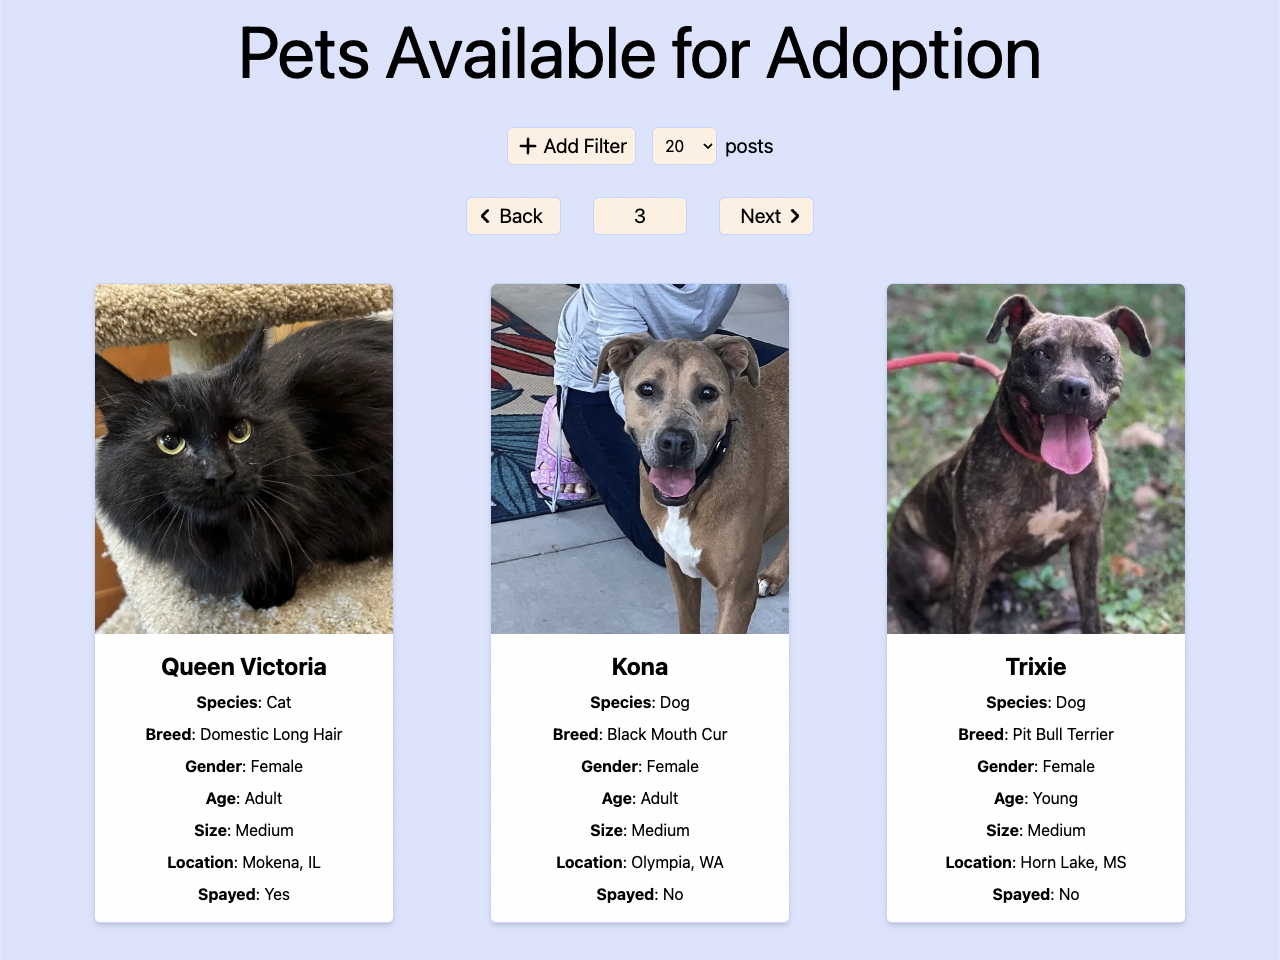 Pets Available for Adoption
Add Filter 20 posts
Back 3 Next
Queen Victoria
Species: Cat
Breed: Domestic Long Hair
Gender: Female
Age: Adult
Size: Medium
Location: Mokena, IL
Spayed: Yes
Kona
Species: Dog
Breed: Black Mouth Cur
Gender: Female
Age: Adult
Size: Medium
Location: Olympia, WA
Spayed: No
Trixie
Species: Dog
Breed: Pit Bull Terrier
Gender: Female
Age: Young
Size: Medium
Location: Horn Lake, MS
Spayed: No